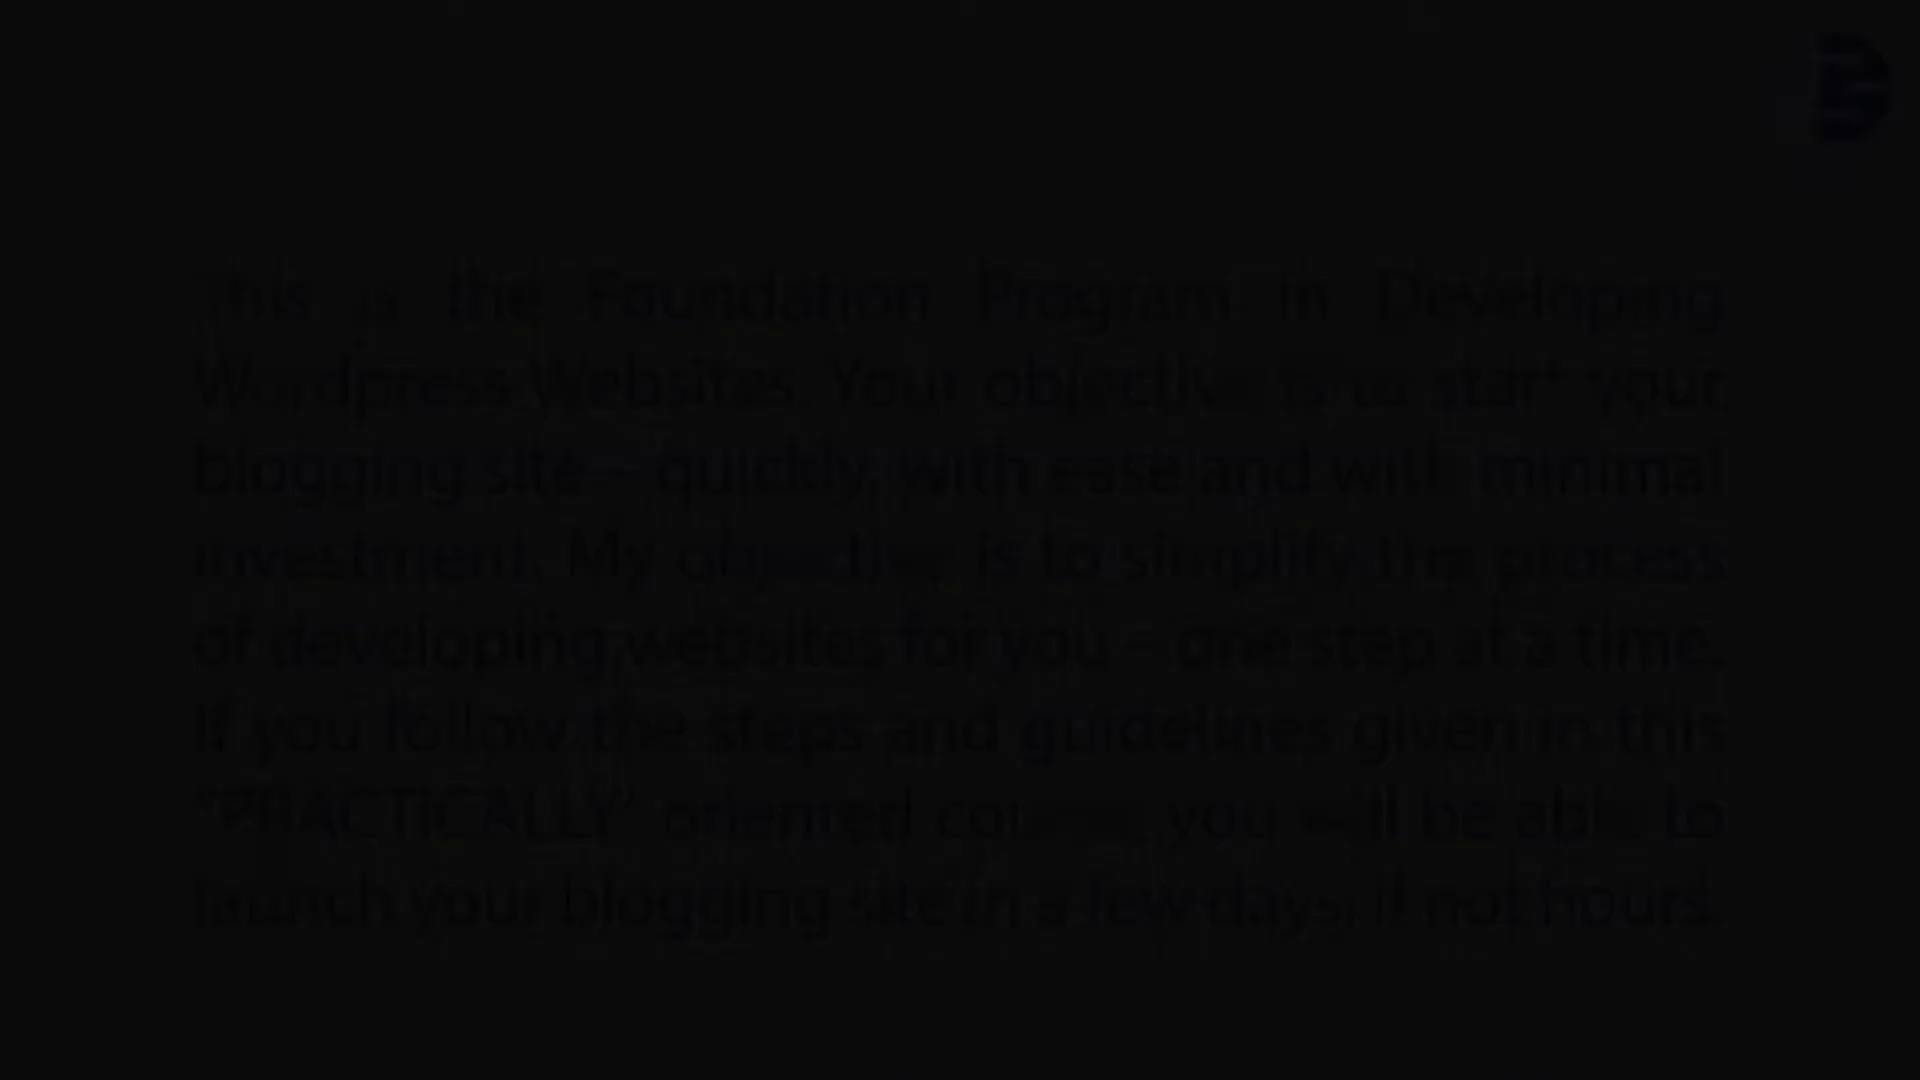 This is the Foundation Program in Developing
Wordpress Websites. Your objective is to start your
blogging site— quickly, with ease and with minimal
investment. My objective is to simplify the process
of developing websites for you – one step at a time.
If you follow the steps and guidelines given in this
"PRACTICALLY" oriented you will be able to
launch your blogging site in a few days, if not hours.